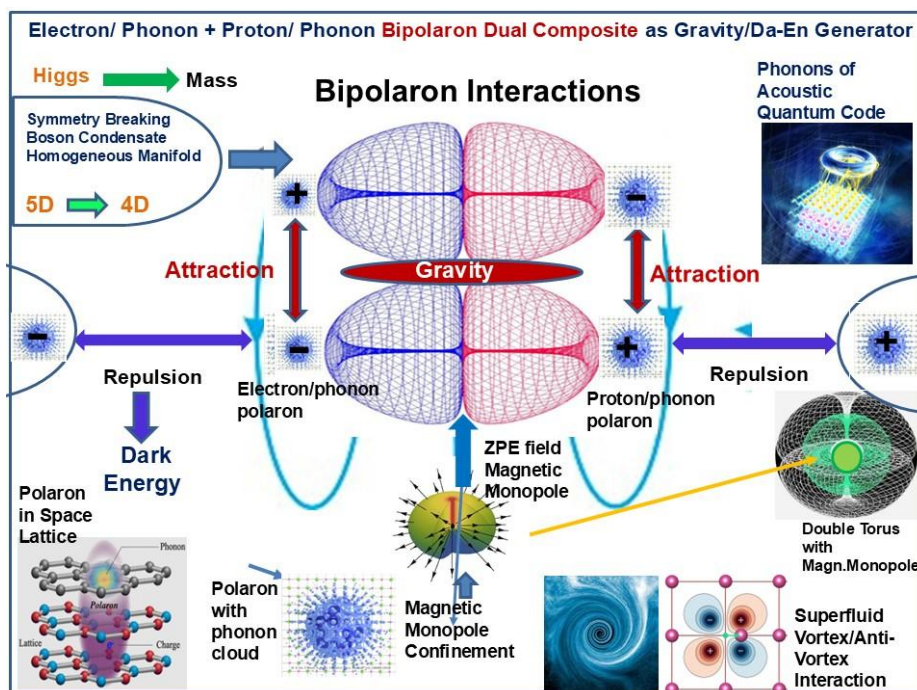 Electron/ Phonon + Proton/ Phonon Bipolaron Dual Composite as Gravity/Da-En Generator
Higgs
Mass
Bipolaron Interactions
Phonons of
Acoustic
Quantum Code
Symmetry Breaking
Boson Condensate
Homogeneous Manifold
5D
4D
+
−
Attraction
Gravity
Attraction
−
−
+
+
Repulsion
Electron/phonon
polaron
Proton/phonon
polaron
Repulsion
Dark
Energy
ZPE field
Magnetic
Monopole
Polaron
in Space
Lattice
Phonon
Polaron
Lattice
Charge
Double Torus
with
Magn.Monopole
Polaron
with
phonon
cloud
Magnetic
Monopole
Confinement
−
+
+
−
Superfluid
Vortex/Anti-
Vortex
Interaction